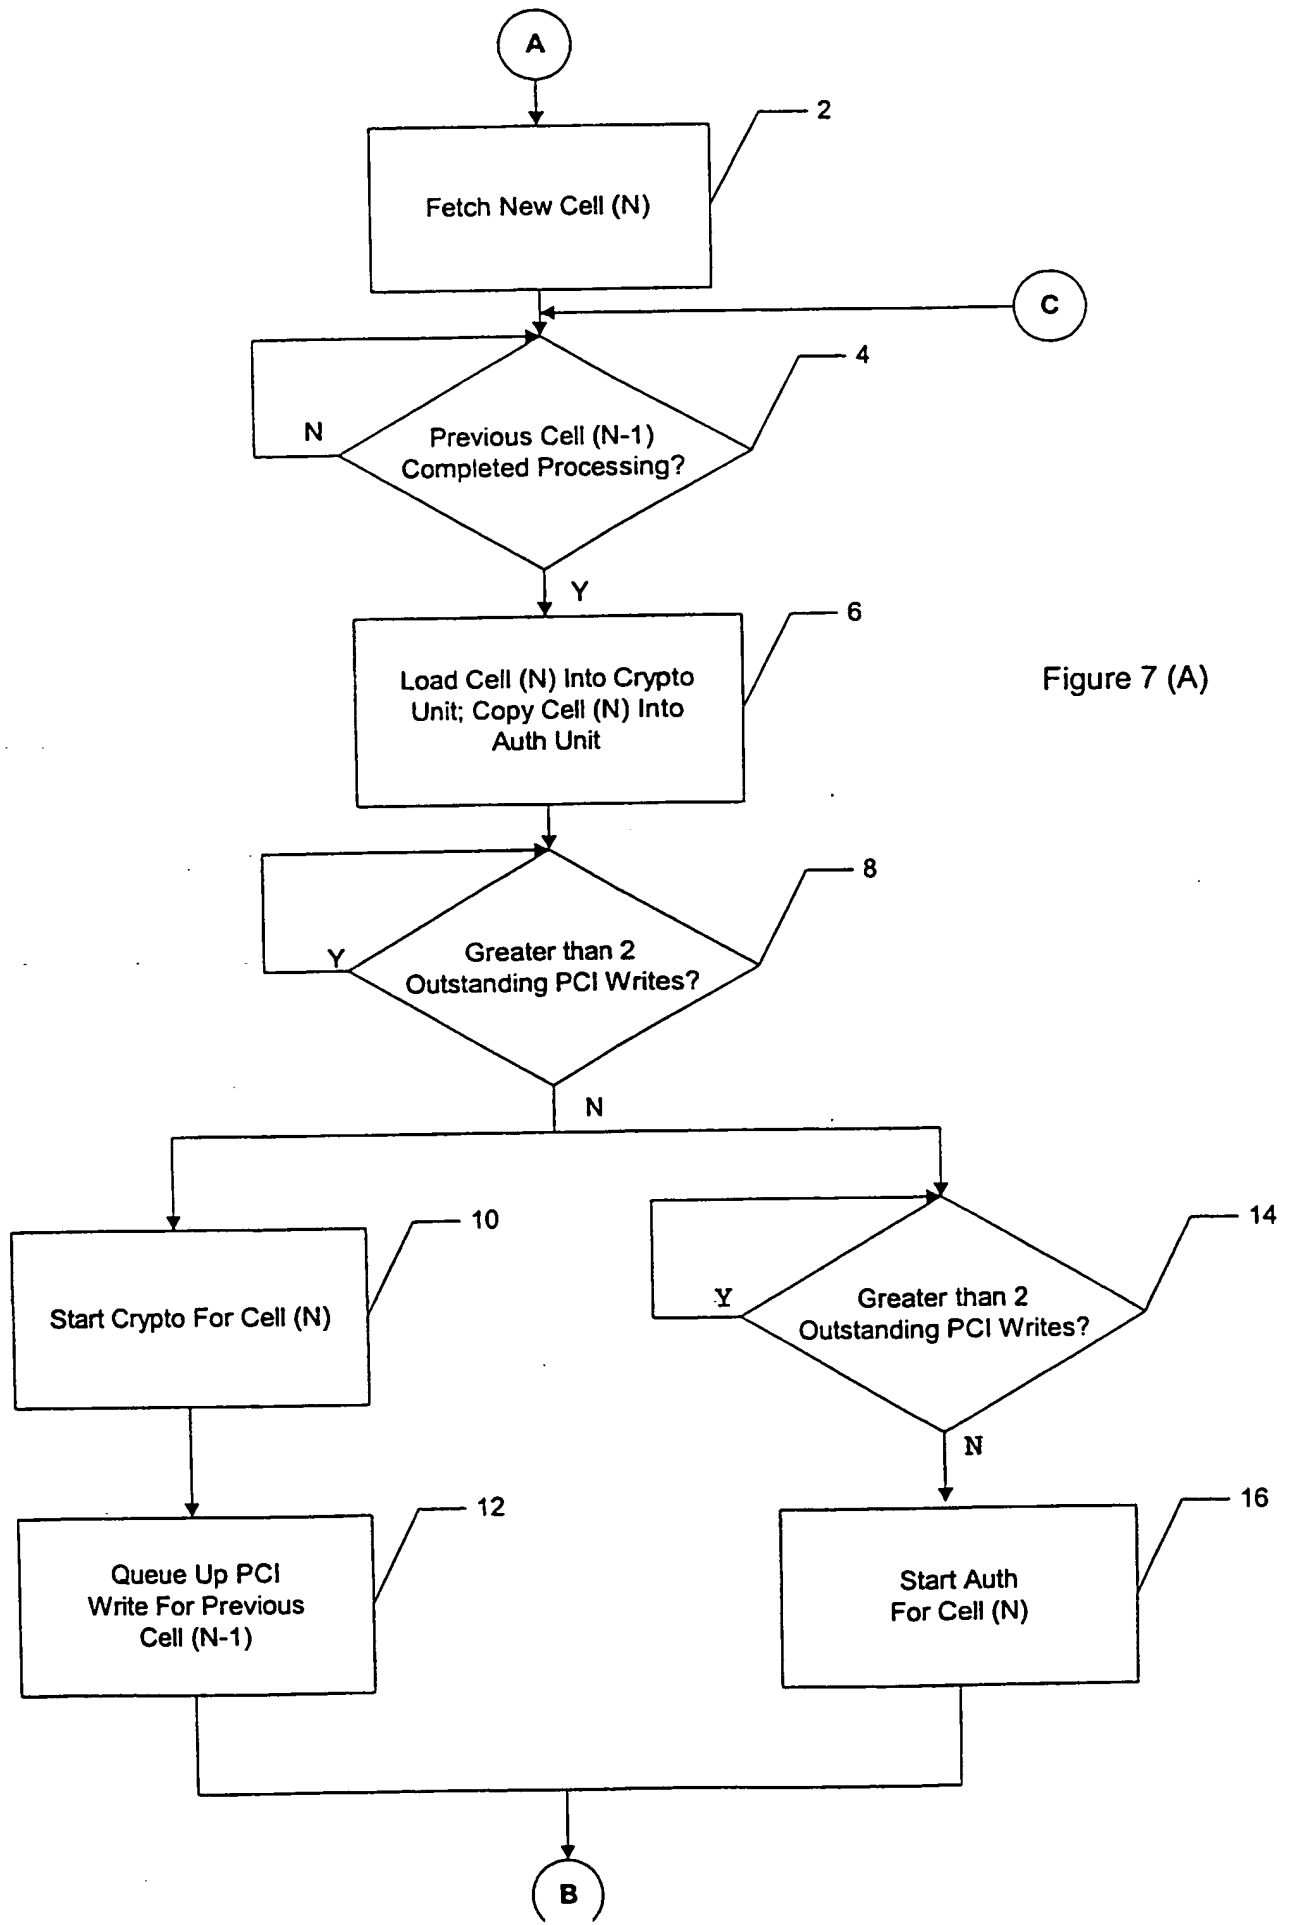 A
2
Fetch New Cell (N)
C
4
N
Previous Cell (N-1)
Completed Processing?
Y
6
Load Cell (N) Into Crypto
Unit; Copy Cell (N) Into
Auth Unit
Figure 7 (A)
8
Y
Greater than 2
Outstanding PCI Writes?
N
10
14
Start Crypto For Cell (N)
Y
Greater than 2
Outstanding PCI Writes?
N
12
16
Queue Up PCI
Write For Previous
Cell (N-1)
Start Auth
For Cell (N)
B